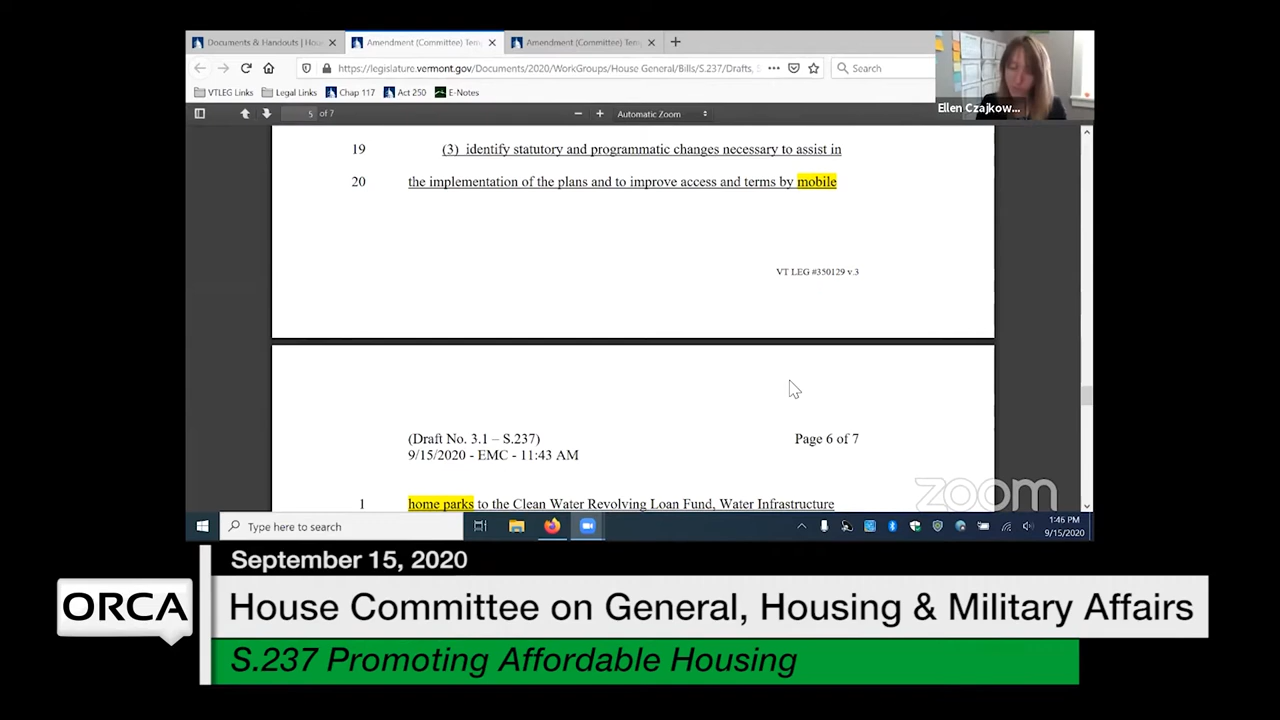 Documents & Handouts | Hou
Amendment (Committee) Tem
Amendment (Committee) Tem
https://legislature.vermont.gov/Documents/2020/WorkGroups/House General/Bills/S.237/Drafts,
Search
VTLEG Links
Legal Links
Chap 117
Act 250
E-Notes
Ellen Czajkow...
5 of 7
Automatic Zoom
19 (3) identify statutory and programmatic changes necessary to assist in
20 the implementation of the plans and to improve access and terms by mobile
VT LEG #350129 v.3
(Draft No. 3.1 – S.237) Page 6 of 7
9/15/2020 - EMC - 11:43 AM
1 home parks to the Clean Water Revolving Loan Fund, Water Infrastructure
zoom
Type here to search
1:46 PM
9/15/2020
September 15, 2020
ORCA
House Committee on General, Housing & Military Affairs
S.237 Promoting Affordable Housing